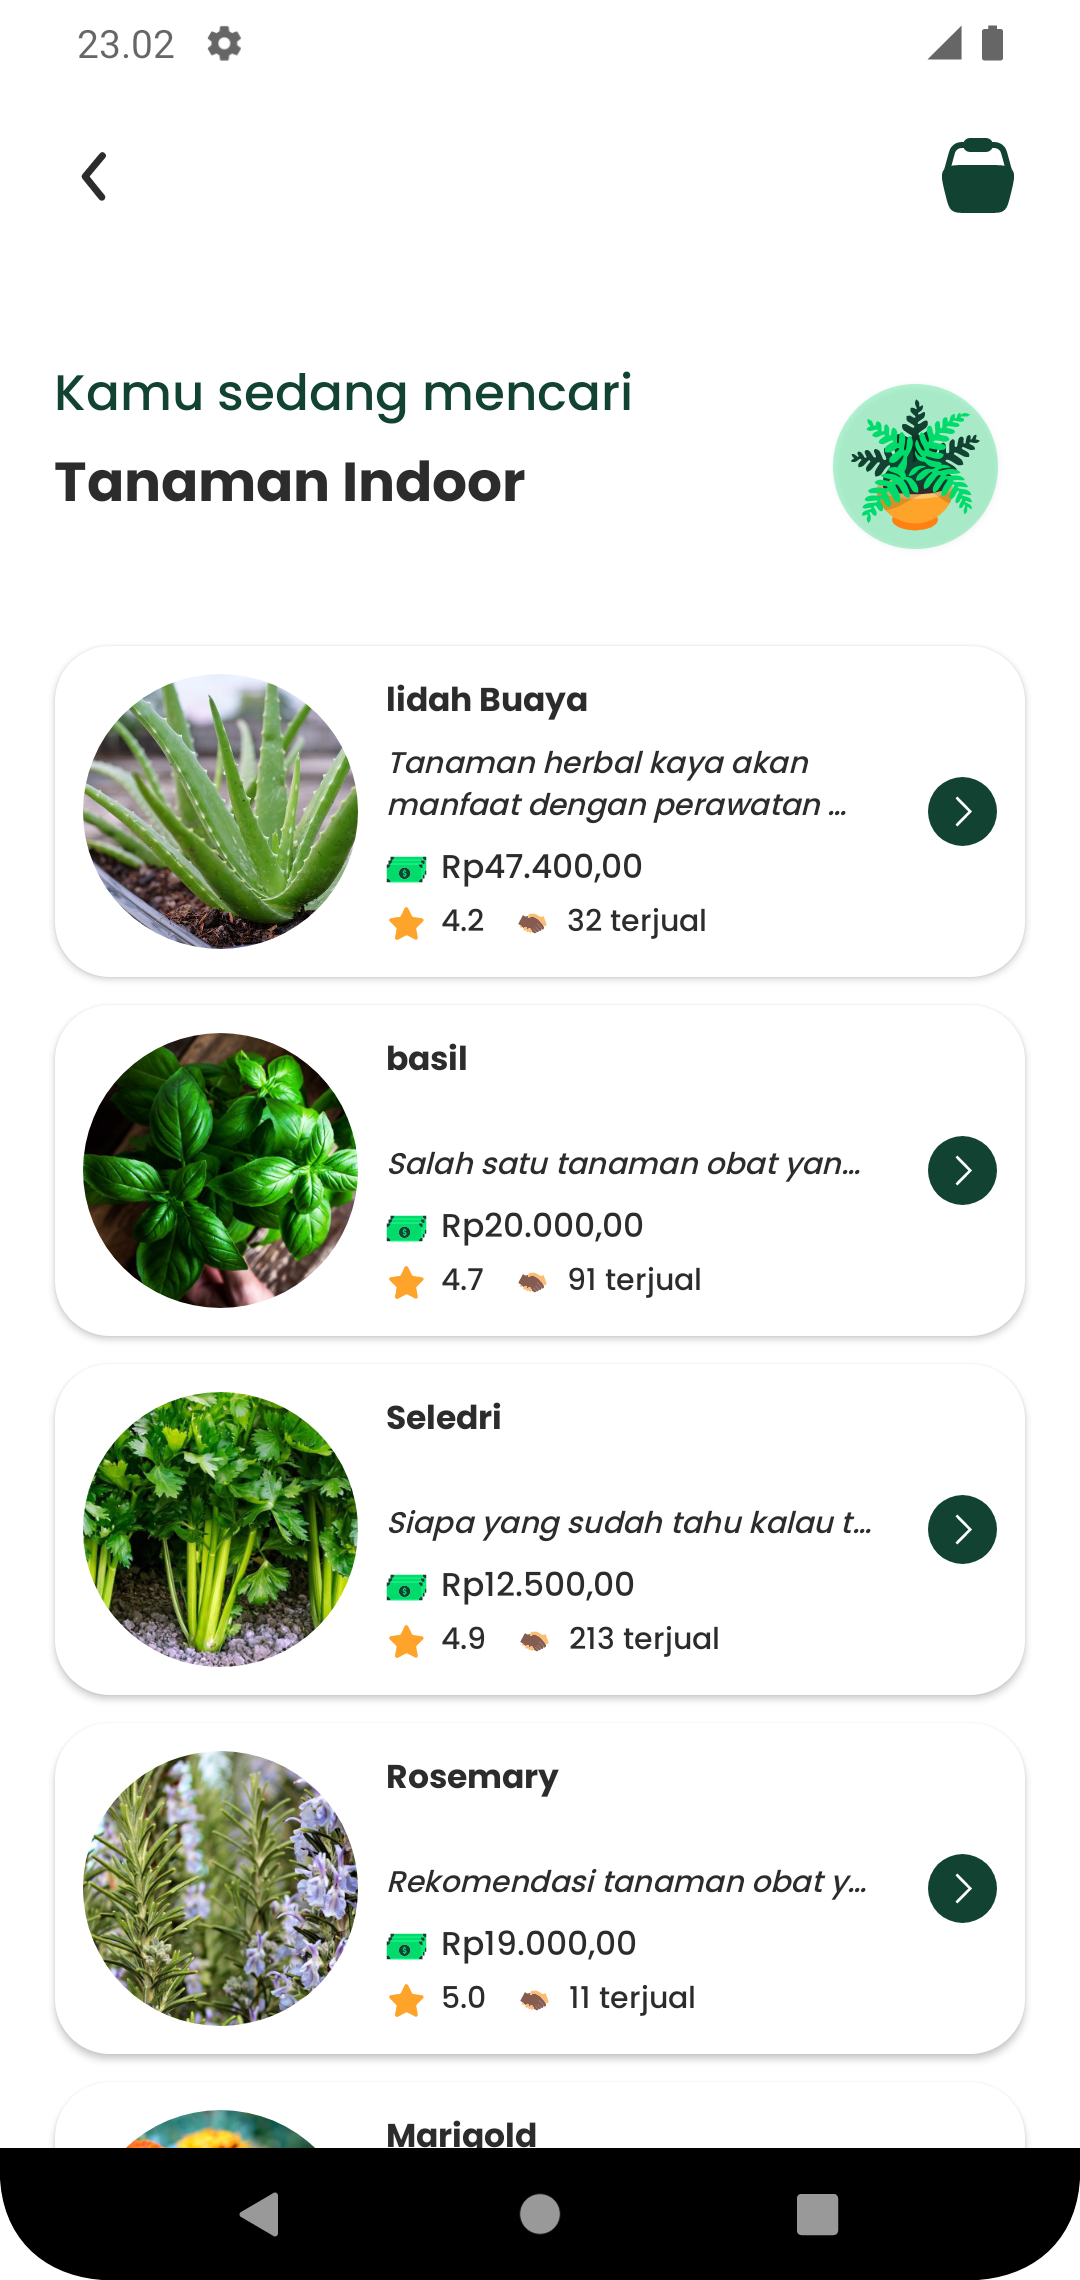 23.02
Kamu sedang mencari
Tanaman Indoor
lidah Buaya
Tanaman herbal kaya akan
manfaat dengan perawatan ...
Rp47.400,00
4.2 32 terjual
basil
Salah satu tanaman obat yan...
Rp20.000,00
4.7 91 terjual
Seledri
Siapa yang sudah tahu kalau t...
Rp12.500,00
4.9 213 terjual
Rosemary
Rekomendasi tanaman obat y...
Rp19.000,00
5.0 11 terjual
Marigold